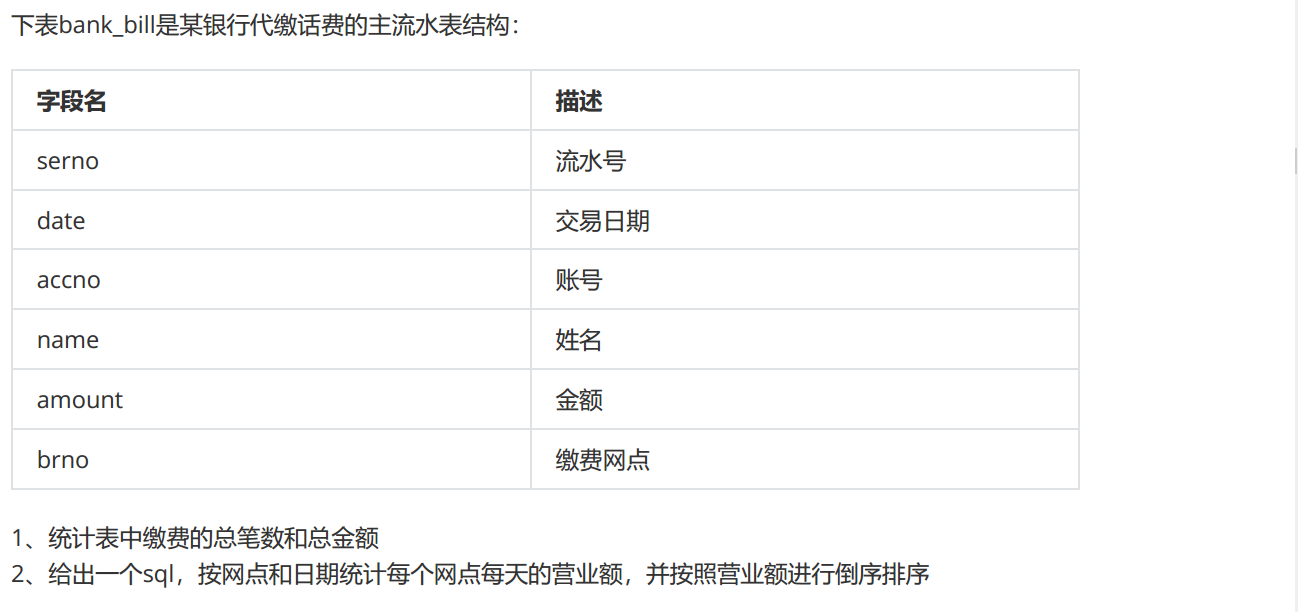 下表bank_bill是某银行代缴话费的主流水表结构：
字段名 描述
serno 流水号
date 交易日期
accno 账号
name 姓名
amount 金额
brno 缴费网点
1、统计表中缴费的总笔数和总金额
2、给出一个sql，按网点和日期统计每个网点每天的营业额，并按照营业额进行倒序排序